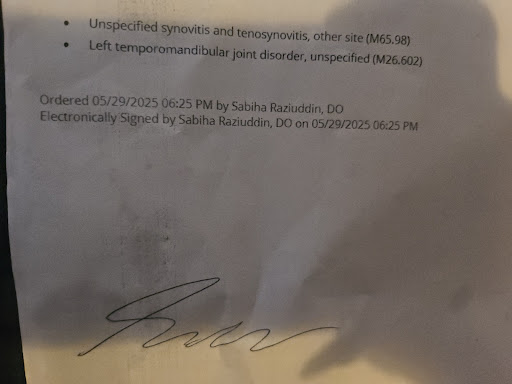 • Unspecified synovitis and tenosynovitis, other site (M65.98)
• Left temporomandibular joint disorder, unspecified (M26.602)
Ordered 05/29/2025 06:25 PM by Sabiha Raziuddin, DO
Electronically Signed by Sabiha Raziuddin, DO on 05/29/2025 06:25 PM